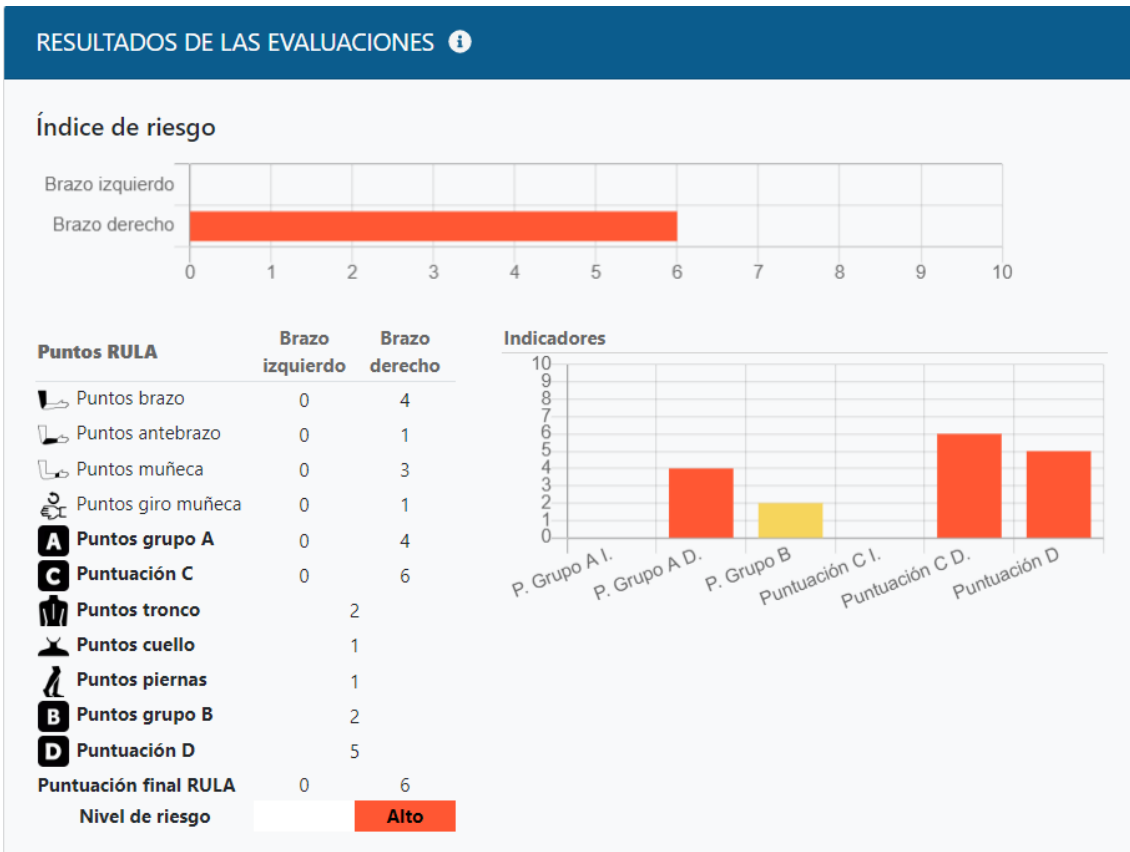 RESULTADOS DE LAS EVALUACIONES i
Índice de riesgo
Brazo izquierdo
Brazo derecho
0 1 2 3 4 5 6 7 8 9 10
Puntos RULA Brazo izquierdo Brazo derecho
Puntos brazo 0 4
Puntos antebrazo 0 1
Puntos muñeca 0 3
Puntos giro muñeca 0 1
A Puntos grupo A 0 4
C Puntuación C 0 6
Puntos tronco 2
Puntos cuello 1
Puntos piernas 1
B Puntos grupo B 2
D Puntuación D 5
Puntuación final RULA 0 6
Nivel de riesgo Alto
Indicadores
10
9
8
7
6
5
4
3
2
1
0
P. Grupo A I. P. Grupo A D. P. Grupo B Puntuación C I. Puntuación C D. Puntuación D